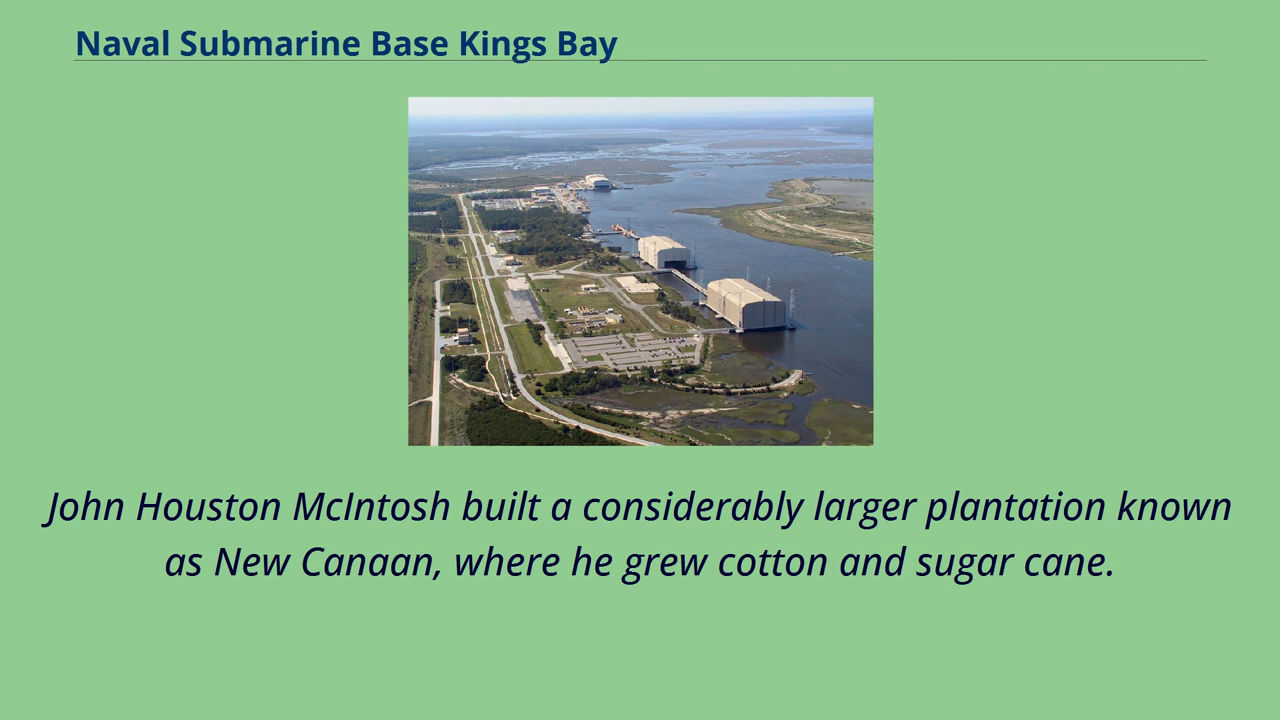 Naval Submarine Base Kings Bay
John Houston McIntosh built a considerably larger plantation known
as New Canaan, where he grew cotton and sugar cane.